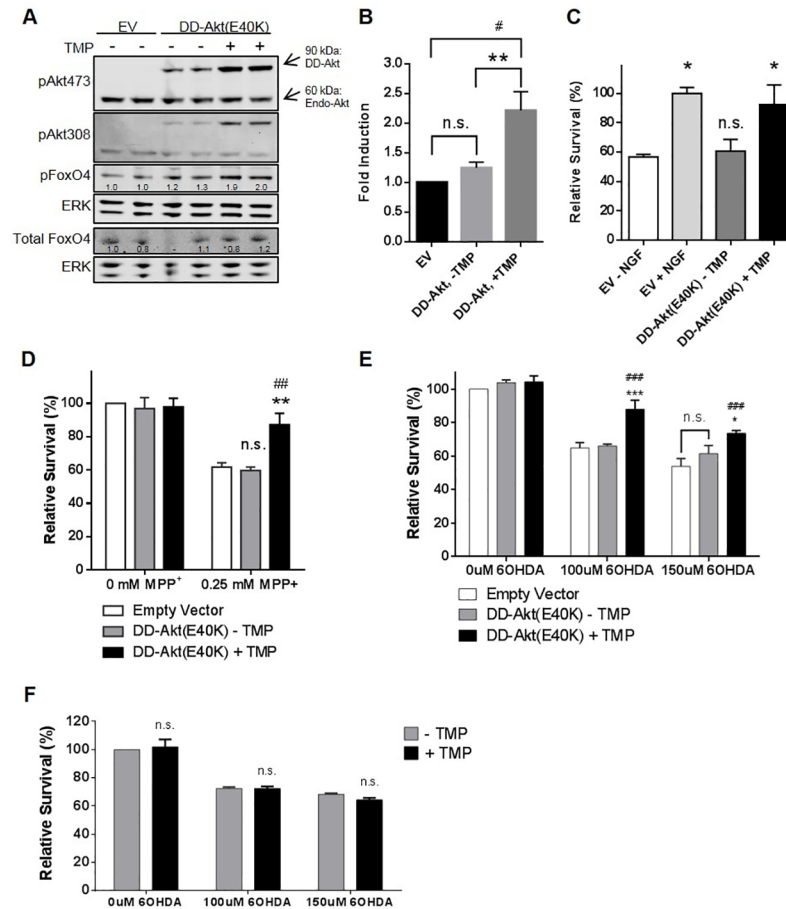 A
EV DD-Akt(E40K)
TMP - - - - + +
90 kDa:
DD-Akt
pAkt473
60 kDa:
Endo-Akt
pAkt308
pFoxO4
1.0 1.0 1.2 1.3 1.9 2.0
ERK
Total FoxO4
1.0 0.8 - 1.1 0.8 1.2
ERK
B
#
**
n.s.
Fold Induction
3.0
2.5
2.0
1.5
1.0
0.5
0.0
EV
DD-Akt, -TMP
DD-Akt, +TMP
C
* n.s. *
Relative Survival (%)
100
80
60
40
20
0
EV - NGF
EV + NGF
DD-Akt(E40K) - TMP
DD-Akt(E40K) + TMP
D
##
**
n.s.
Relative Survival (%)
100
80
60
40
20
0
0 mM MPP+ 0.25 mM MPP+
Empty Vector
DD-Akt(E40K) - TMP
DD-Akt(E40K) + TMP
E
###
***
n.s.
###
*
Relative Survival (%)
100
80
60
40
20
0
0uM 6OHDA 100uM 6OHDA 150uM 6OHDA
Empty Vector
DD-Akt(E40K) - TMP
DD-Akt(E40K) + TMP
F
n.s. n.s. n.s.
Relative Survival (%)
120
100
80
60
40
20
0
0uM 6OHDA 100uM 6OHDA 150uM 6OHDA
- TMP
+ TMP